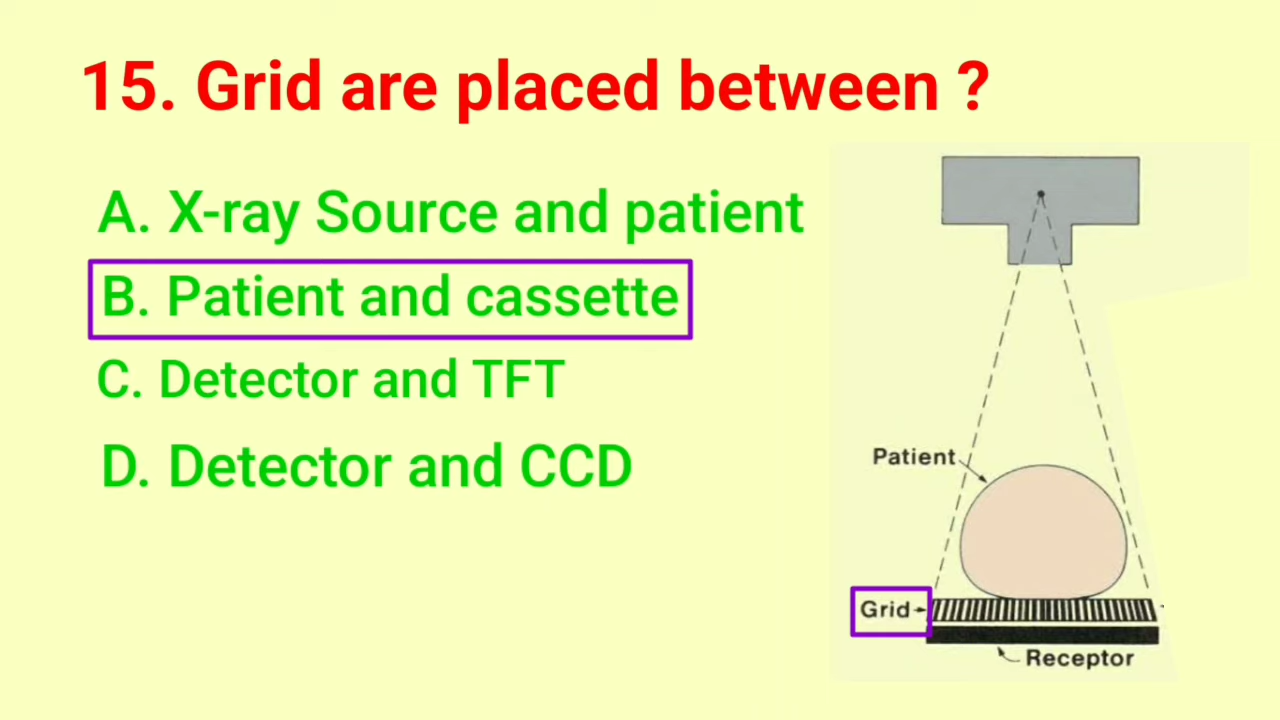 15. Grid are placed between ?
A. X-ray Source and patient
B. Patient and cassette
C. Detector and TFT
D. Detector and CCD
Patient
Grid
Receptor